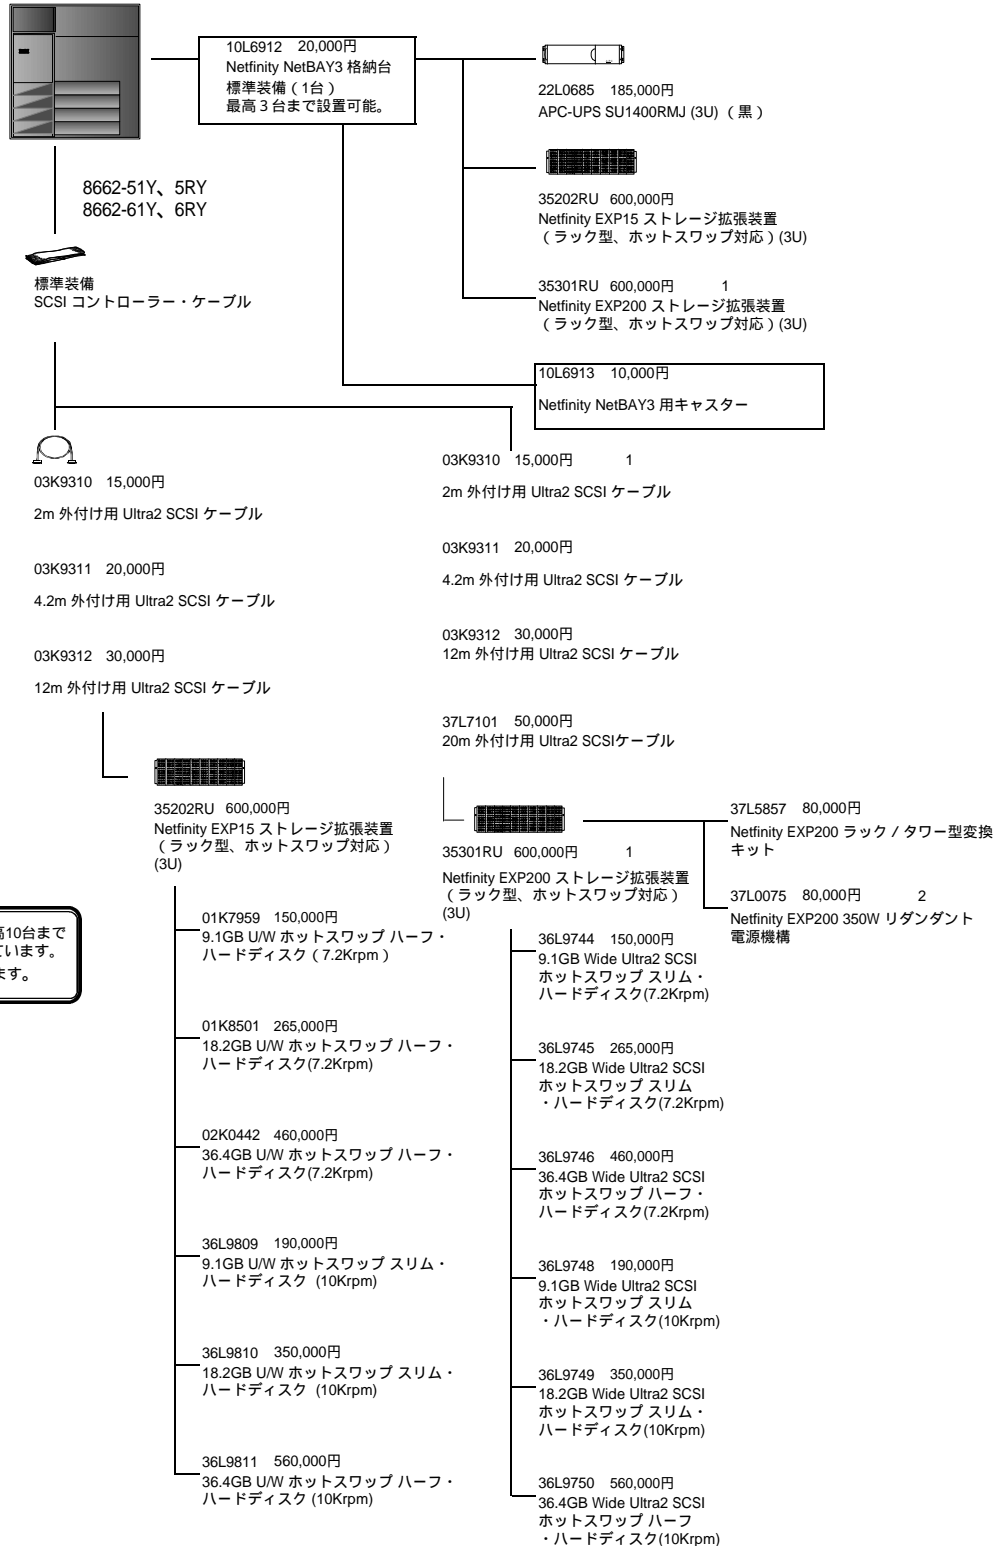 10L6912 20,000円
Netfinity NetBAY3 格納台
標準装備(1台)
最高3台まで設置可能。
22L0685 185,000円
APC-UPS SU1400RMJ (3U) (黒)
35202RU 600,000円
Netfinity EXP15 ストレージ拡張装置
(ラック型、ホットスワップ対応)(3U)
35301RU 600,000円 1
Netfinity EXP200 ストレージ拡張装置
(ラック型、ホットスワップ対応)(3U)
10L6913 10,000円
Netfinity NetBAY3 用キャスター
8662-51Y、5RY
8662-61Y、6RY
標準装備
SCSI コントローラー・ケーブル
03K9310 15,000円
2m 外付け用 Ultra2 SCSI ケーブル
03K9311 20,000円
4.2m 外付け用 Ultra2 SCSI ケーブル
03K9312 30,000円
12m 外付け用 Ultra2 SCSI ケーブル
03K9310 15,000円 1
2m 外付け用 Ultra2 SCSI ケーブル
03K9311 20,000円
4.2m 外付け用 Ultra2 SCSI ケーブル
03K9312 30,000円
12m 外付け用 Ultra2 SCSI ケーブル
37L7101 50,000円
20m 外付け用 Ultra2 SCSIケーブル
35202RU 600,000円
Netfinity EXP15 ストレージ拡張装置
(ラック型、ホットスワップ対応)
(3U)
01K7959 150,000円
9.1GB U/W ホットスワップ ハーフ・
ハードディスク(7.2Krpm)
01K8501 265,000円
18.2GB U/W ホットスワップ ハーフ・
ハードディスク(7.2Krpm)
02K0442 460,000円
36.4GB U/W ホットスワップ ハーフ・
ハードディスク(7.2Krpm)
36L9809 190,000円
9.1GB U/W ホットスワップ スリム・
ハードディスク (10Krpm)
36L9810 350,000円
18.2GB U/W ホットスワップ スリム・
ハードディスク (10Krpm)
36L9811 560,000円
36.4GB U/W ホットスワップ ハーフ・
ハードディスク (10Krpm)
35301RU 600,000円 1
Netfinity EXP200 ストレージ拡張装置
(ラック型、ホットスワップ対応)
(3U)
36L9744 150,000円
9.1GB Wide Ultra2 SCSI
ホットスワップ スリム・
ハードディスク(7.2Krpm)
36L9745 265,000円
18.2GB Wide Ultra2 SCSI
ホットスワップ スリム
・ハードディスク(7.2Krpm)
36L9746 460,000円
36.4GB Wide Ultra2 SCSI
ホットスワップ ハーフ・
ハードディスク(7.2Krpm)
36L9748 190,000円
9.1GB Wide Ultra2 SCSI
ホットスワップ スリム
・ハードディスク(10Krpm)
36L9749 350,000円
18.2GB Wide Ultra2 SCSI
ホットスワップ スリム・
ハードディスク(10Krpm)
36L9750 560,000円
36.4GB Wide Ultra2 SCSI
ホットスワップ ハーフ
・ハードディスク(10Krpm)
37L5857 80,000円
Netfinity EXP200 ラック / タワー型変換
キット
37L0075 80,000円 2
Netfinity EXP200 350W リダンダント
電源機構
高10台まで
ています。
ます。